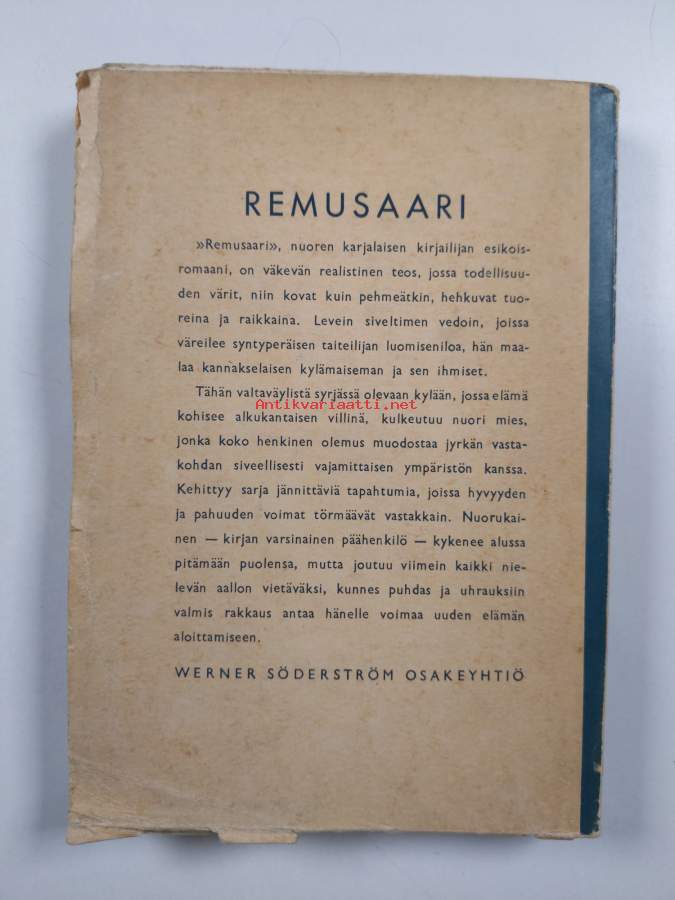 REMUSAARI
»Remusaari», nuoren karjalaisen kirjailijan esikois-
romaani, on väkevän realistinen teos, jossa todellisuu-
den värit, niin kovat kuin pehmeätkin, hehkuvat tuo-
reina ja raikkaina. Levein siveltimen vedoin, joissa
väreilee syntyperäisen taiteilijan luomiseniloa, hän maa-
laa kannakselaisen kylämaiseman ja sen ihmiset.
Tähän valtaväylistä syrjässä olevaan kylään, jossa elämä
Antikvariaatti.net
kohisee alkukantaisen villinä, kulkeutuu nuori mies,
jonka koko henkinen olemus muodostaa jyrkän vasta-
kohdan siveellisesti vajamittaisen ympäristön kanssa.
Kehittyy sarja jännittäviä tapahtumia, joissa hyvyyden
ja pahuuden voimat törmäävät vastakkain. Nuorukai-
nen — kirjan varsinainen päähenkilö — kykenee alussa
pitämään puolensa, mutta joutuu viimein kaikki nie-
levän aallon vietäväksi, kunnes puhdas ja uhrauksiin
valmis rakkaus antaa hänelle voimaa uuden elämän
aloittamiseen.
WERNER SÖDERSTRÖM OSAKEYHTIÖ